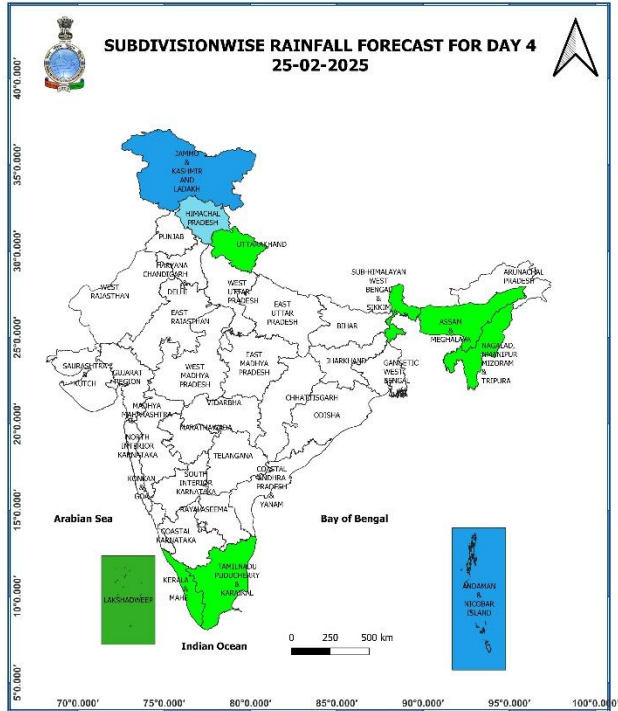 SUBDIVISIONWISE RAINFALL FORECAST FOR DAY 4
25-02-2025
40°0.000'
35°0.000'
30°0.000'
25°0.000'
20°0.000'
15°0.000'
10°0.000'
5°0.000'
JAMMU
&
KASHMIR
AND
LADAKH
HIMACHAL
PRADESH
PUNJAB
UTTARAKHAND
HARYANA
CHANDIGARH
&
DELHI
WEST
RAJASTHAN
WEST
UTTAR
PRADESH
EAST
RAJASTHAN
EAST
UTTAR
PRADESH
SUB-HIMALAYAN
WEST
BENGAL
&
SIKKIM
ARUNACHAL
PRADESH
BIHAR
ASSAM
&
MEGHALAYA
NAGALAD,
MANIPUR
MIZORAM
&
TRIPURA
SAURASHTRA
&
KUTCH
GUJARAT
REGION
WEST
MADHYA
PRADESH
EAST
MADHYA
PRADESH
JHARKHAND
GANGETIC
WEST
BENGAL
CHHATTISGARH
ODISHA
VIDARBHA
MADHYA
MAHARASHTRA
MARATHAWADA
NORTH
INTERIOR
KARNATAKA
TELANGANA
KONKAN
&
GOA
SOUTH
INTERIOR
KARNATAKA
COASTAL
ANDHRA
PRADESH
&
YANAM
RAYALASEEMA
COASTAL
KARNATAKA
Arabian Sea
Bay of Bengal
TAMILNADU
PUDUCHERRY
&
KARAIKAL
KERALA
&
MAHE
LAKSHADWEEP
ANDAMAN
&
NICOBAR
ISLAND
Indian Ocean
0 250 500 km
70°0.000' 75°0.000' 80°0.000' 85°0.000' 90°0.000' 95°0.000' 100°0.000'